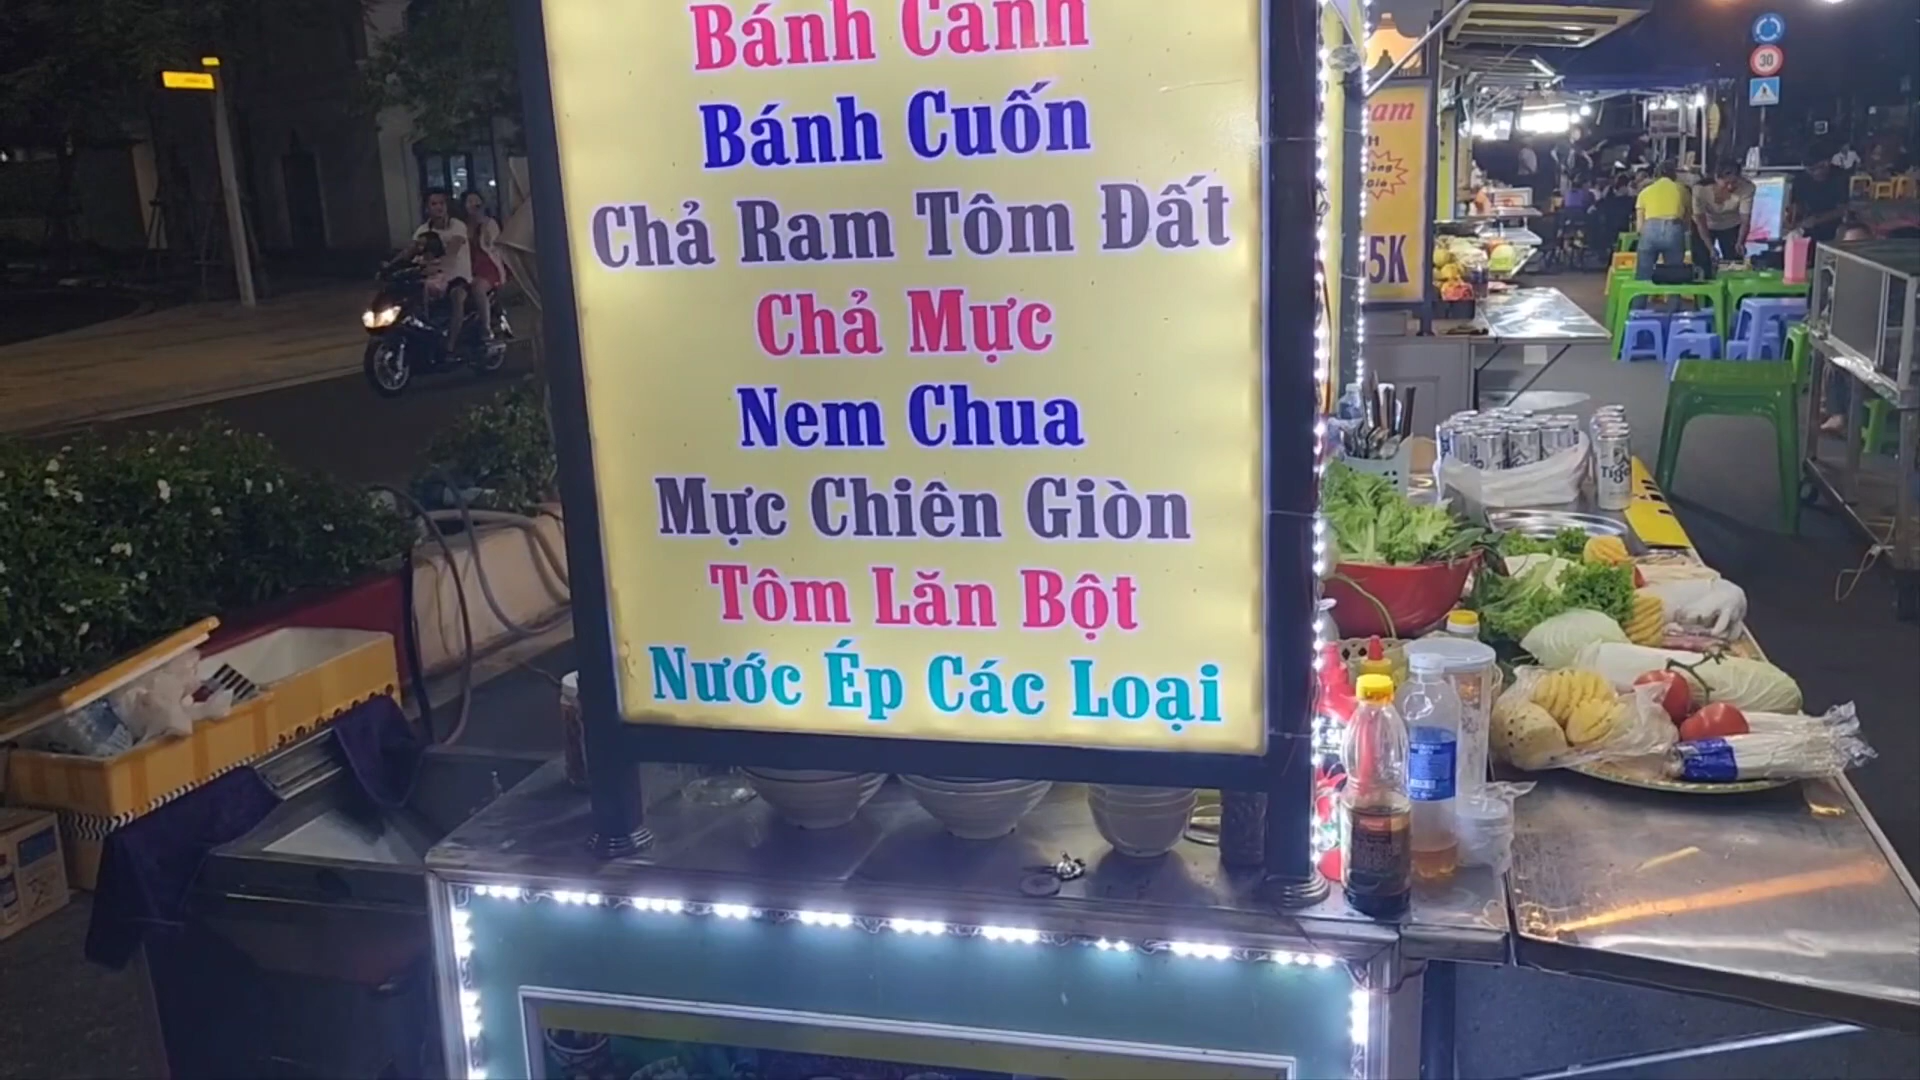 Bánh Canh
Bánh Cuốn
Chả Ram Tôm Đất
Chả Mực
Nem Chua
Mực Chiên Giòn
Tôm Lăn Bột
Nước Ép Các Loại
30
5K
Tiger